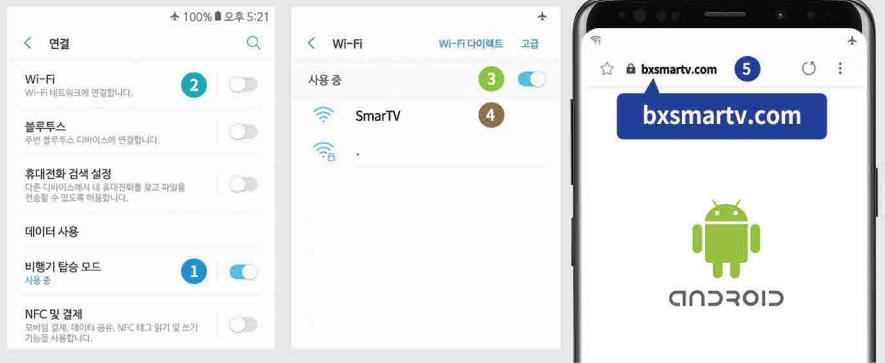 100% 오후 5:21
연결
Wi-Fi
Wi-Fi 네트워크에 연결합니다.
2
블루투스
주변 블루투스 디바이스에 연결합니다.
휴대전화 검색 설정
다른 디바이스에서 내 휴대전화를 찾고 파일을
전송할 수 있도록 허용합니다.
데이터 사용
비행기 탑승 모드
사용 중
1
NFC 및 결제
모바일 결제, 데이터 공유, NFC 태그 읽기 및 쓰기
기능을 사용합니다.
Wi-Fi
Wi-Fi 다이렉트
고급
사용 중
3
SmarTV
4
.
bxsmartv.com
5
bxsmartv.com
ANDROID